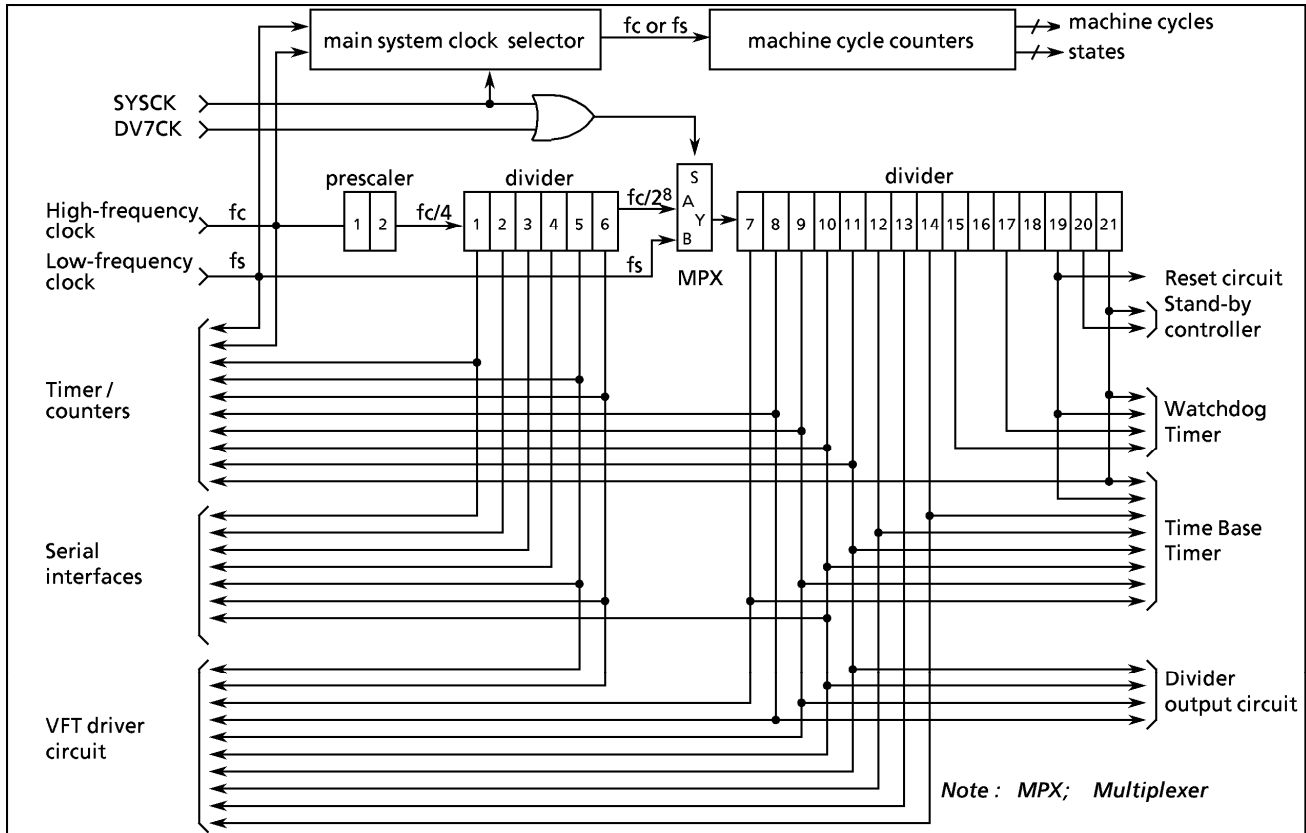 main system clock selector
fc or fs
machine cycle counters
machine cycles
states
SYSCK
DV7CK
prescaler
divider
divider
High-frequency
clock
fc
1 2
fc/4
1 2 3 4 5 6
fc/2⁸
S
A
Y
B
7 8 9 10 11 12 13 14 15 16 17 18 19 20 21
Low-frequency
clock
fs
fs
MPX
Reset circuit
Stand-by
controller
Timer /
counters
Watchdog
Timer
Serial
interfaces
Time Base
Timer
VFT driver
circuit
Divider
output circuit
Note : MPX; Multiplexer